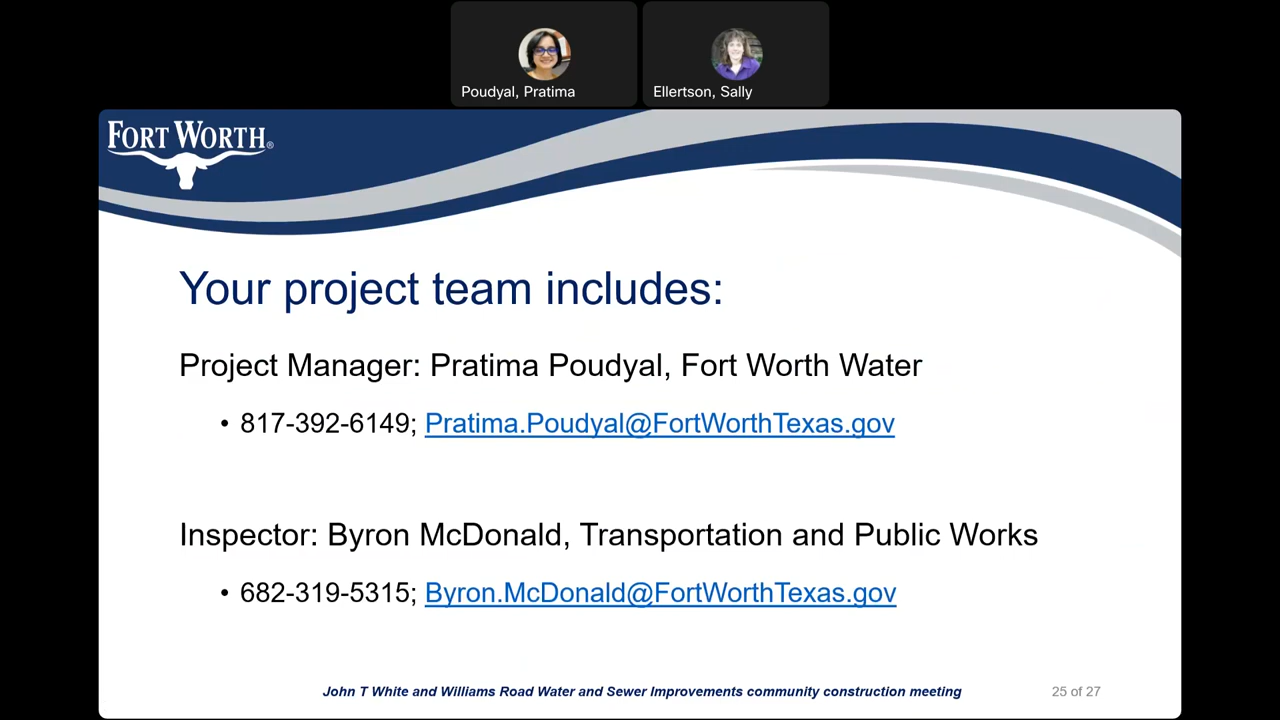 Poudyal, Pratima
Ellertson, Sally
FORT WORTH®
Your project team includes:
Project Manager: Pratima Poudyal, Fort Worth Water
• 817-392-6149; Pratima.Poudyal@FortWorthTexas.gov
Inspector: Byron McDonald, Transportation and Public Works
• 682-319-5315; Byron.McDonald@FortWorthTexas.gov
John T White and Williams Road Water and Sewer Improvements community construction meeting
25 of 27